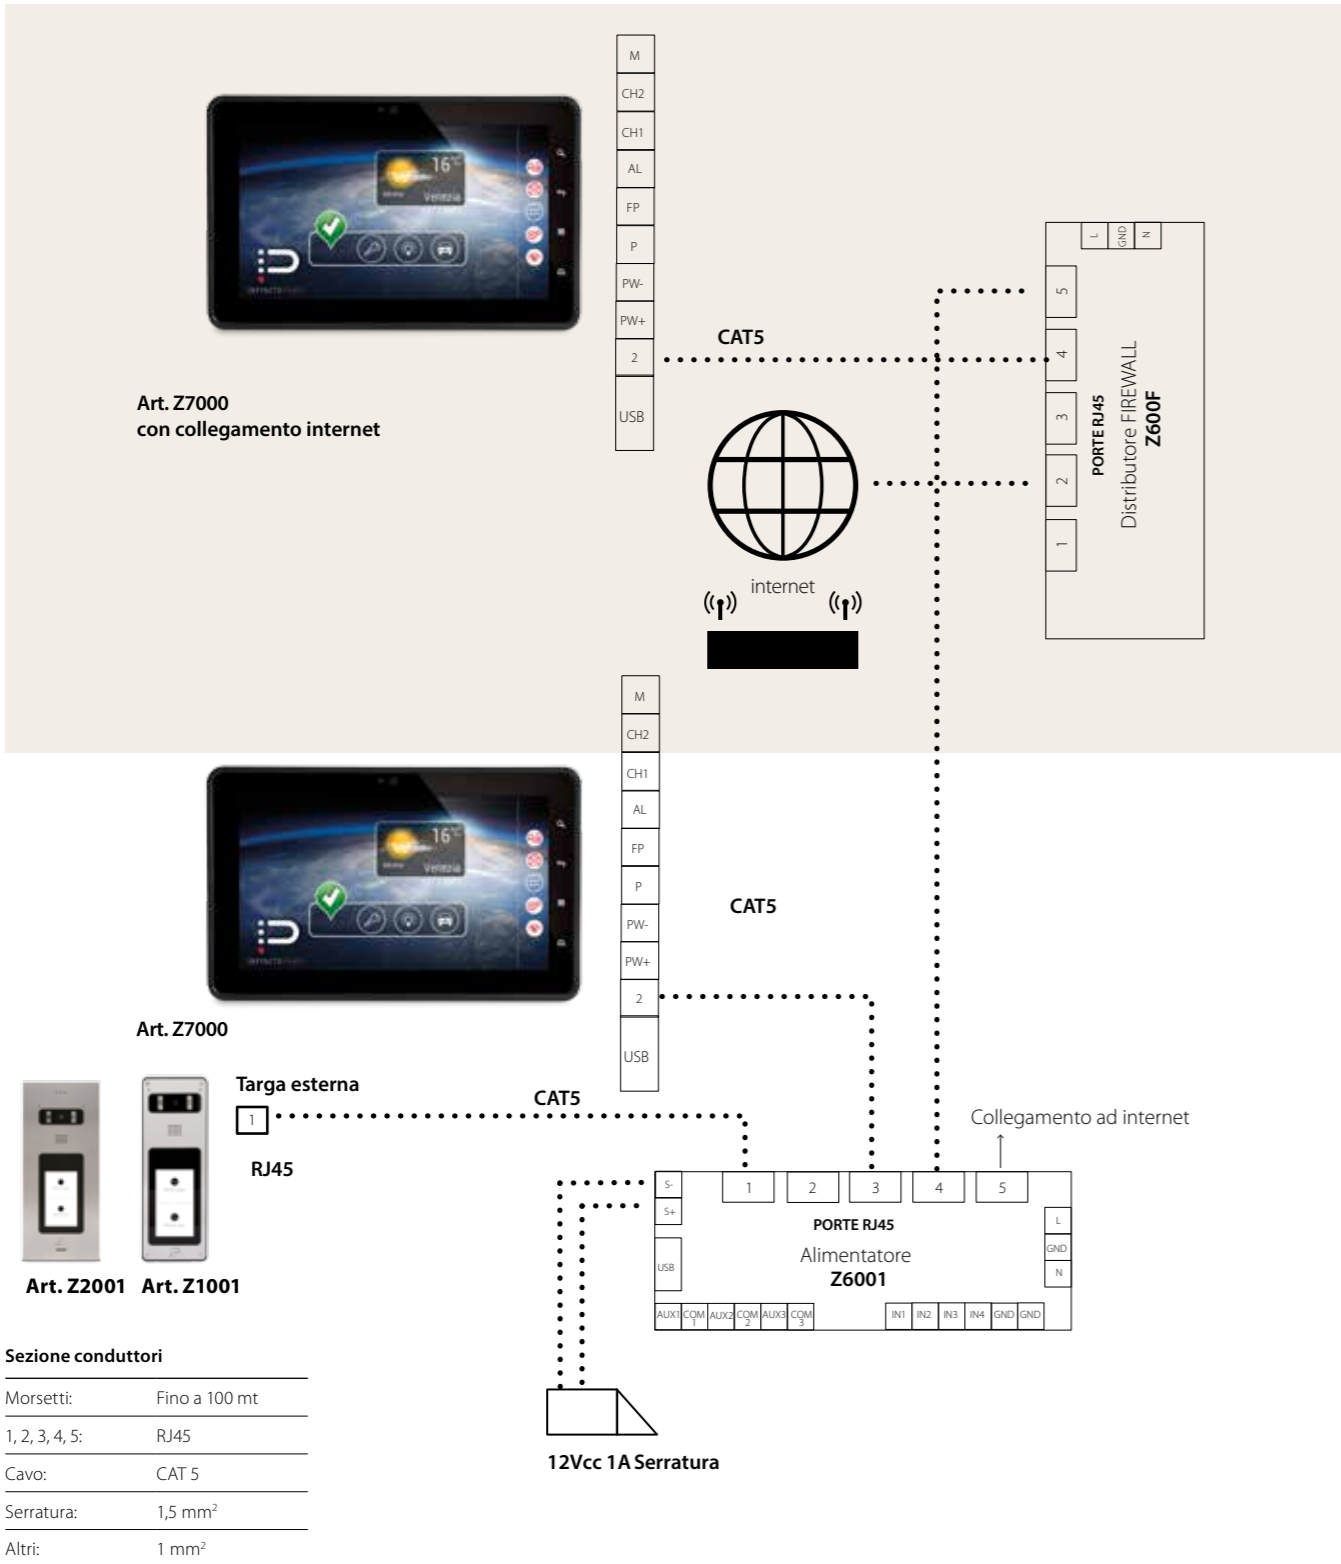 M
CH2
CH1
AL
FP
P
PW-
PW+
2
USB
16°
Venezia
Art. Z7000
con collegamento internet
CAT5
L
GND
N
5
4
3
2
1
PORTE RJ45
Distributore FIREWALL
Z600F
internet
M
CH2
CH1
AL
FP
P
PW-
PW+
2
USB
16°
Venezia
Art. Z7000
CAT5
Targa esterna
1
RJ45
CAT5
Collegamento ad internet
Art. Z2001
Art. Z1001
S-
S+
USB
1
2
3
4
5
PORTE RJ45
Alimentatore
Z6001
L
GND
N
AUX1
COM 1
AUX2
COM 2
AUX3
COM 3
IN1
IN2
IN3
IN4
GND
GND
12Vcc 1A Serratura
Sezione conduttori
Morsetti: Fino a 100 mt
1, 2, 3, 4, 5: RJ45
Cavo: CAT 5
Serratura: 1,5 mm²
Altri: 1 mm²